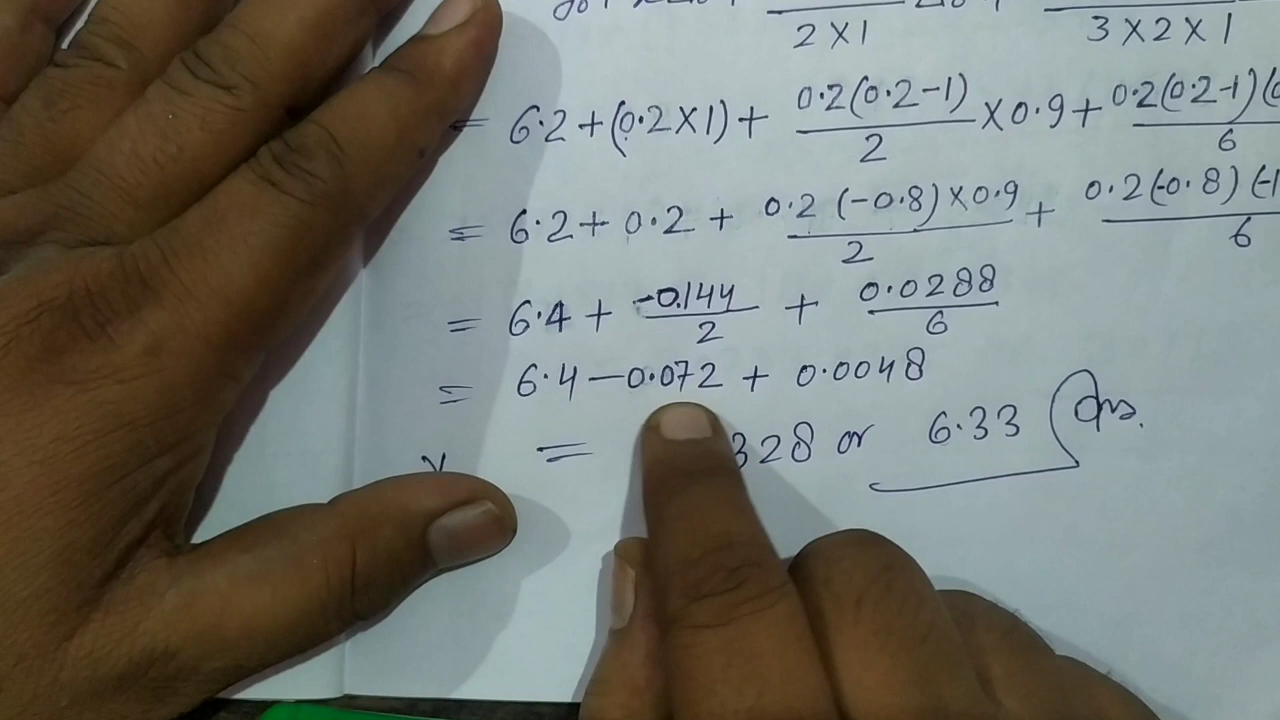 2×1 3×2×1
= 6.2+(0.2×1)+ 0.2(0.2-1)/2 ×0.9+ 0.2(0.2-1)(/6
= 6.2+0.2+ 0.2(-0.8)×0.9/2 + 0.2(-0.8)(-1/6
= 6.4+ -0.144/2 + 0.0288/6
= 6.4-0.072+0.0048
= 328 or 6.33 Ans.